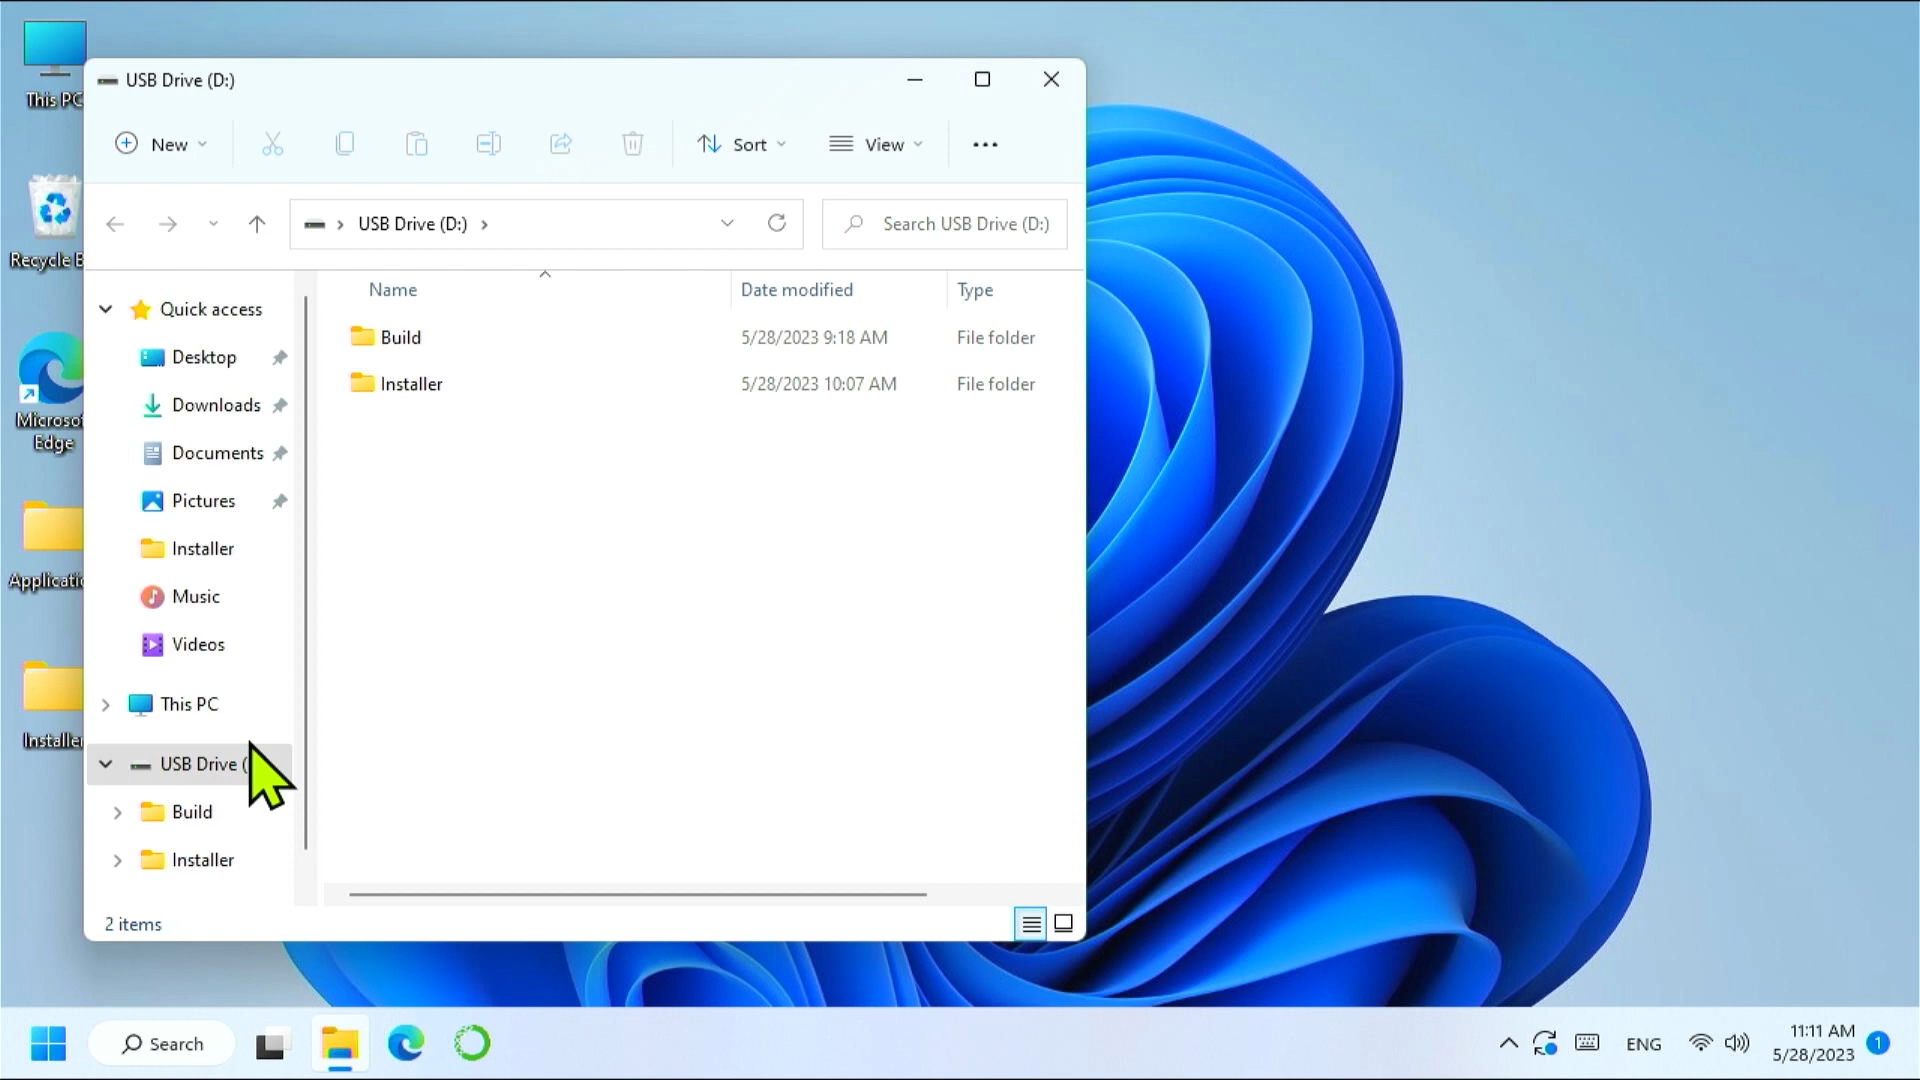 This PC
Recycle B
Microsof
Edge
Applicatio
Installer
USB Drive (D:)
New
Sort
View
USB Drive (D:)
Search USB Drive (D:)
Name
Date modified
Type
Build
5/28/2023 9:18 AM
File folder
Installer
5/28/2023 10:07 AM
File folder
Quick access
Desktop
Downloads
Documents
Pictures
Installer
Music
Videos
This PC
USB Drive (
Build
Installer
2 items
Search
ENG
11:11 AM
5/28/2023
1